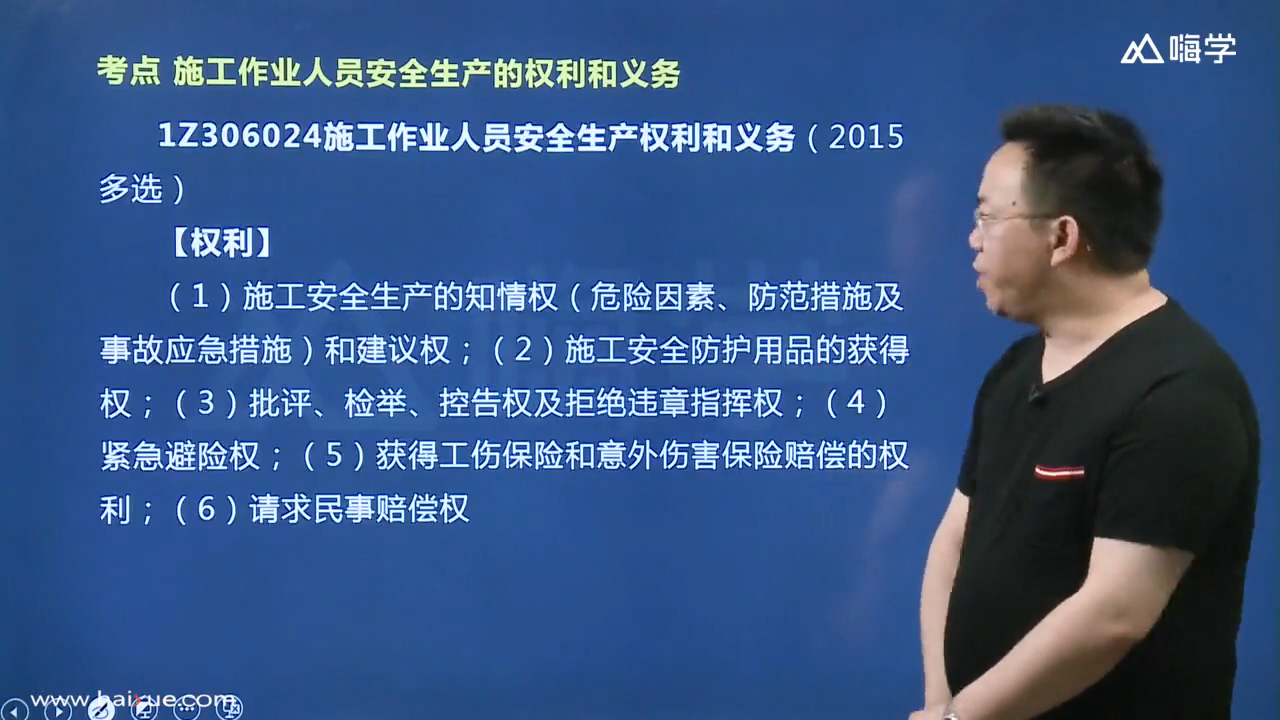 嗨学
考点 施工作业人员安全生产的权利和义务
1Z306024施工作业人员安全生产权利和义务（2015
多选）
【权利】
（1）施工安全生产的知情权（危险因素、防范措施及
事故应急措施）和建议权；（2）施工安全防护用品的获得
权；（3）批评、检举、控告权及拒绝违章指挥权；（4）
紧急避险权；（5）获得工伤保险和意外伤害保险赔偿的权
利；（6）请求民事赔偿权
www.haixue.com